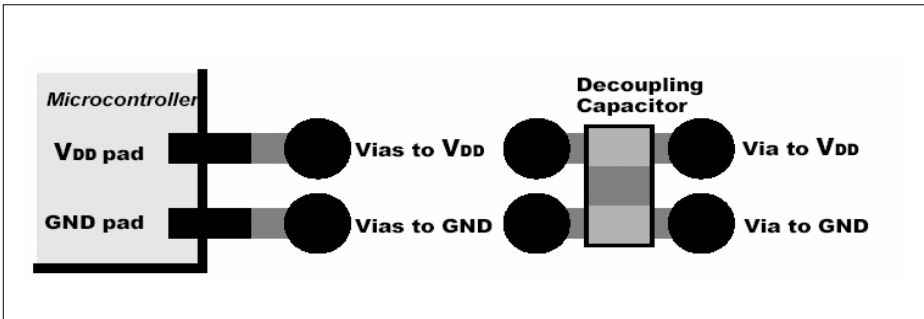 Microcontroller
VDD pad
GND pad
Vias to VDD
Vias to GND
Decoupling
Capacitor
Via to VDD
Via to GND